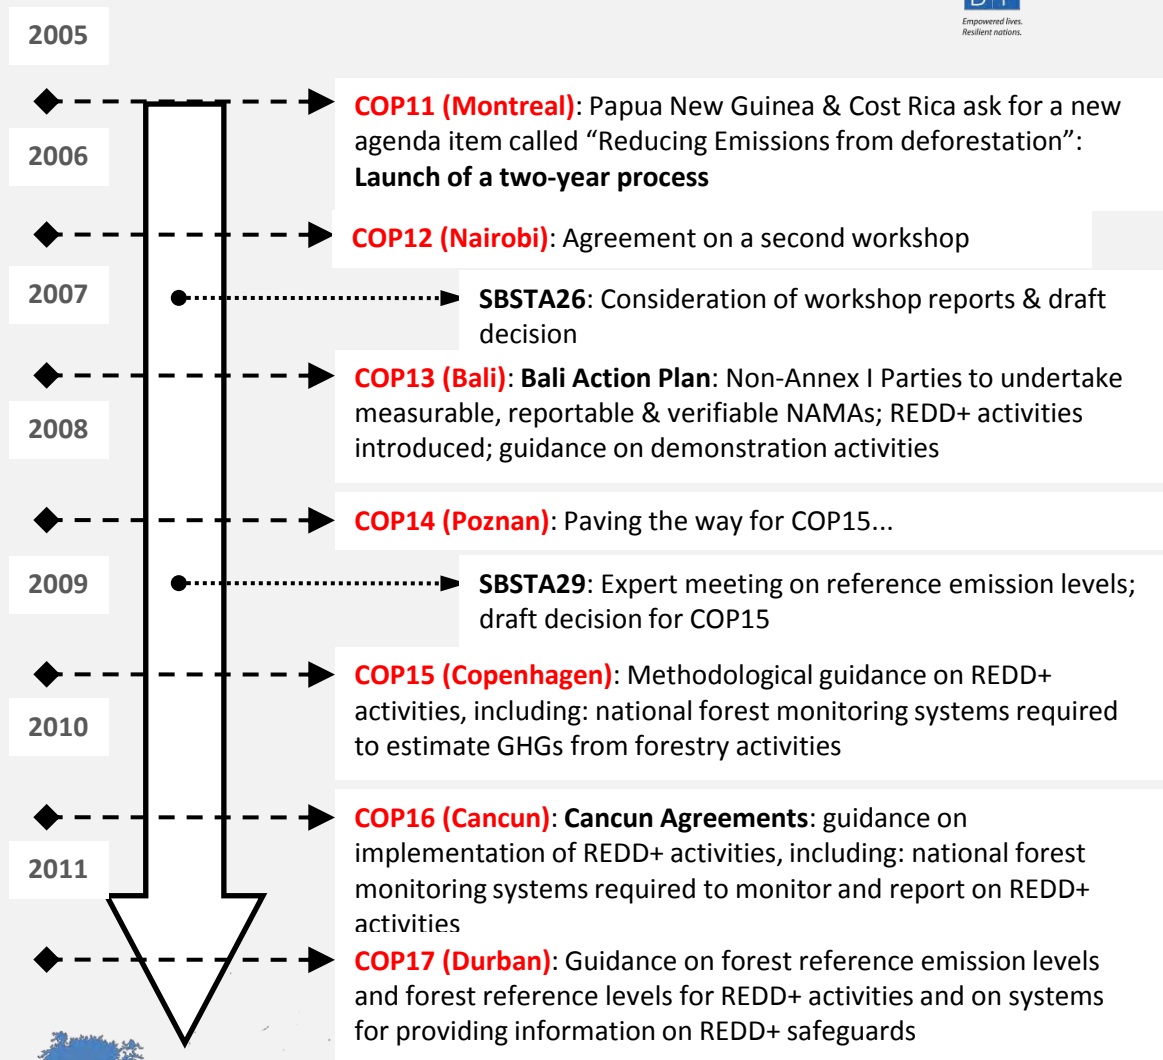 D P
Empowered lives.
Resilient nations.
2005
COP11 (Montreal): Papua New Guinea & Cost Rica ask for a new
agenda item called “Reducing Emissions from deforestation”:
Launch of a two-year process
2006
COP12 (Nairobi): Agreement on a second workshop
2007
SBSTA26: Consideration of workshop reports & draft
decision
COP13 (Bali): Bali Action Plan: Non-Annex I Parties to undertake
measurable, reportable & verifiable NAMAs; REDD+ activities
introduced; guidance on demonstration activities
2008
COP14 (Poznan): Paving the way for COP15...
2009
SBSTA29: Expert meeting on reference emission levels;
draft decision for COP15
COP15 (Copenhagen): Methodological guidance on REDD+
activities, including: national forest monitoring systems required
to estimate GHGs from forestry activities
2010
COP16 (Cancun): Cancun Agreements: guidance on
implementation of REDD+ activities, including: national forest
monitoring systems required to monitor and report on REDD+
activities
2011
COP17 (Durban): Guidance on forest reference emission levels
and forest reference levels for REDD+ activities and on systems
for providing information on REDD+ safeguards